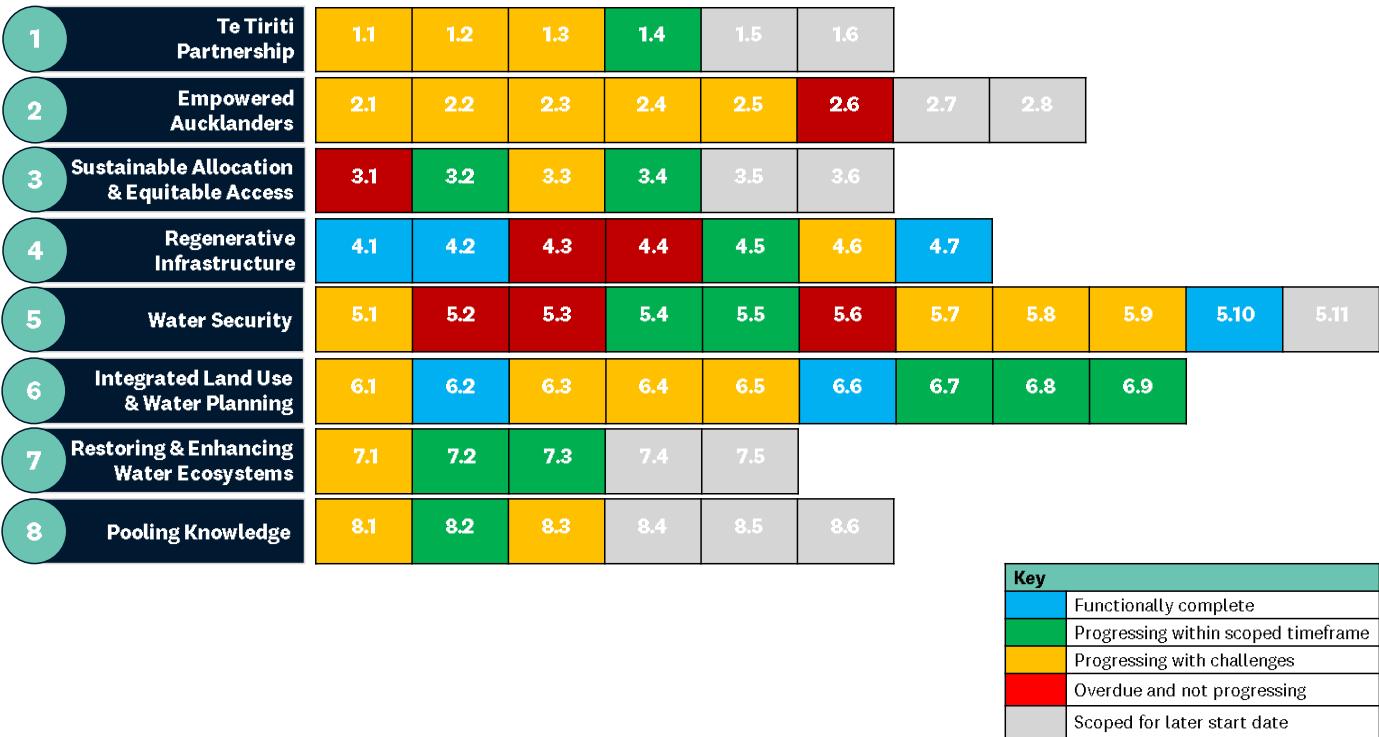 1
Te Tiriti
Partnership
1.1 1.2 1.3 1.4 1.5 1.6
2
Empowered
Aucklanders
2.1 2.2 2.3 2.4 2.5 2.6 2.7 2.8
3
Sustainable Allocation
& Equitable Access
3.1 3.2 3.3 3.4 3.5 3.6
4
Regenerative
Infrastructure
4.1 4.2 4.3 4.4 4.5 4.6 4.7
5
Water Security
5.1 5.2 5.3 5.4 5.5 5.6 5.7 5.8 5.9 5.10 5.11
6
Integrated Land Use
& Water Planning
6.1 6.2 6.3 6.4 6.5 6.6 6.7 6.8 6.9
7
Restoring & Enhancing
Water Ecosystems
7.1 7.2 7.3 7.4 7.5
8
Pooling Knowledge
8.1 8.2 8.3 8.4 8.5 8.6
Key
Functionally complete
Progressing within scoped timeframe
Progressing with challenges
Overdue and not progressing
Scoped for later start date